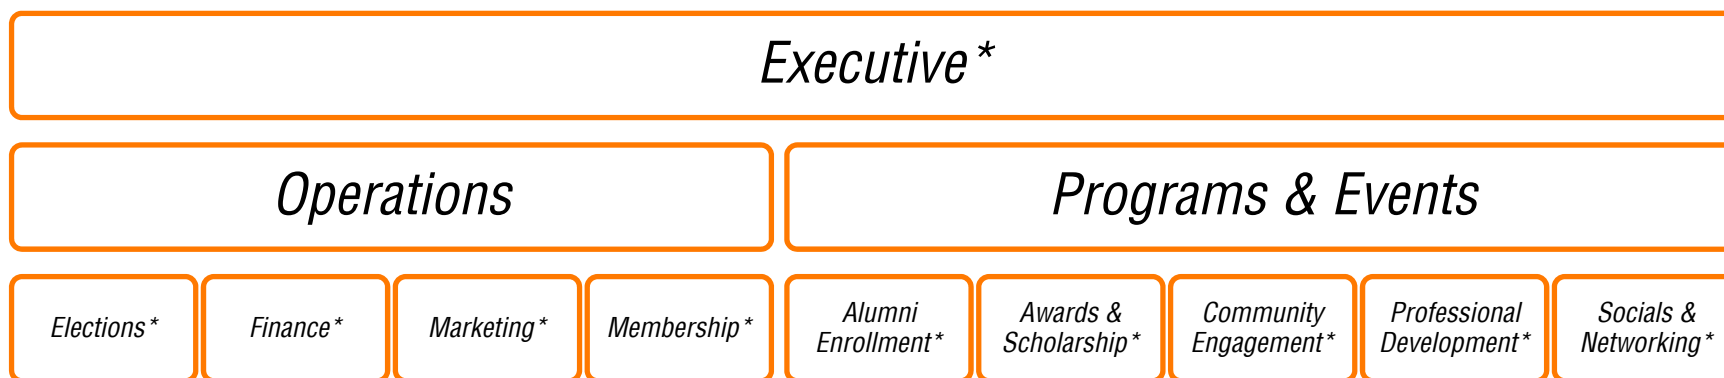 Executive*
Operations
Programs & Events
Elections*
Finance*
Marketing*
Membership*
Alumni
Enrollment*
Awards &
Scholarship*
Community
Engagement*
Professional
Development*
Socials &
Networking*